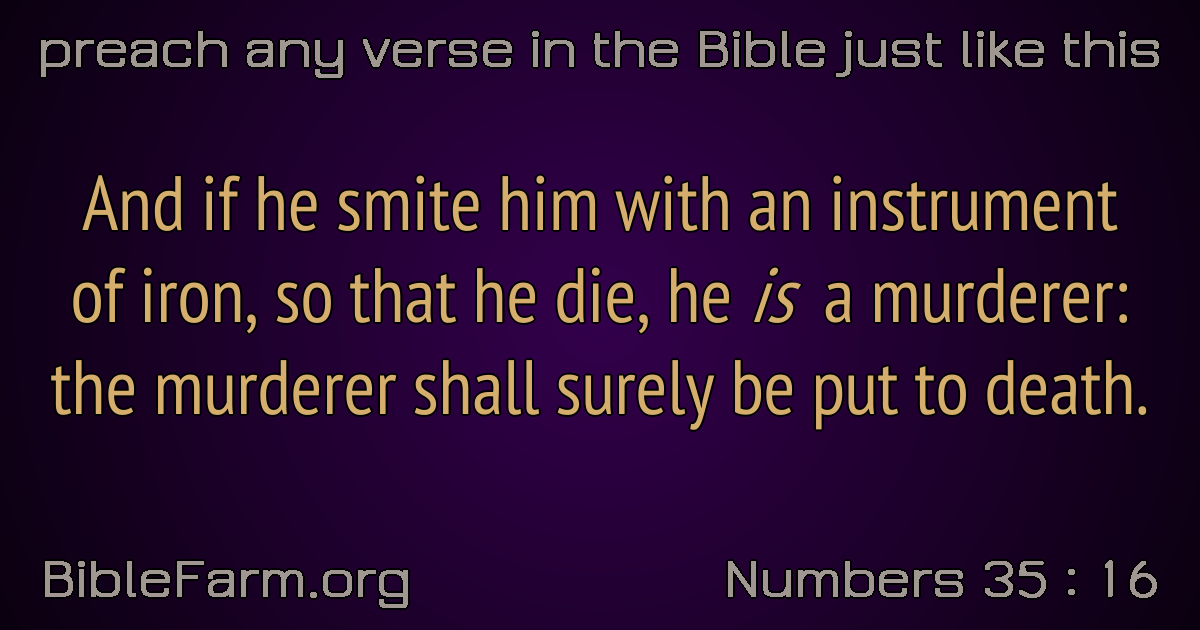 preach any verse in the Bible just like this
And if he smite him with an instrument
of iron, so that he die, he is a murderer:
the murderer shall surely be put to death.
BibleFarm.org
Numbers 35 : 16